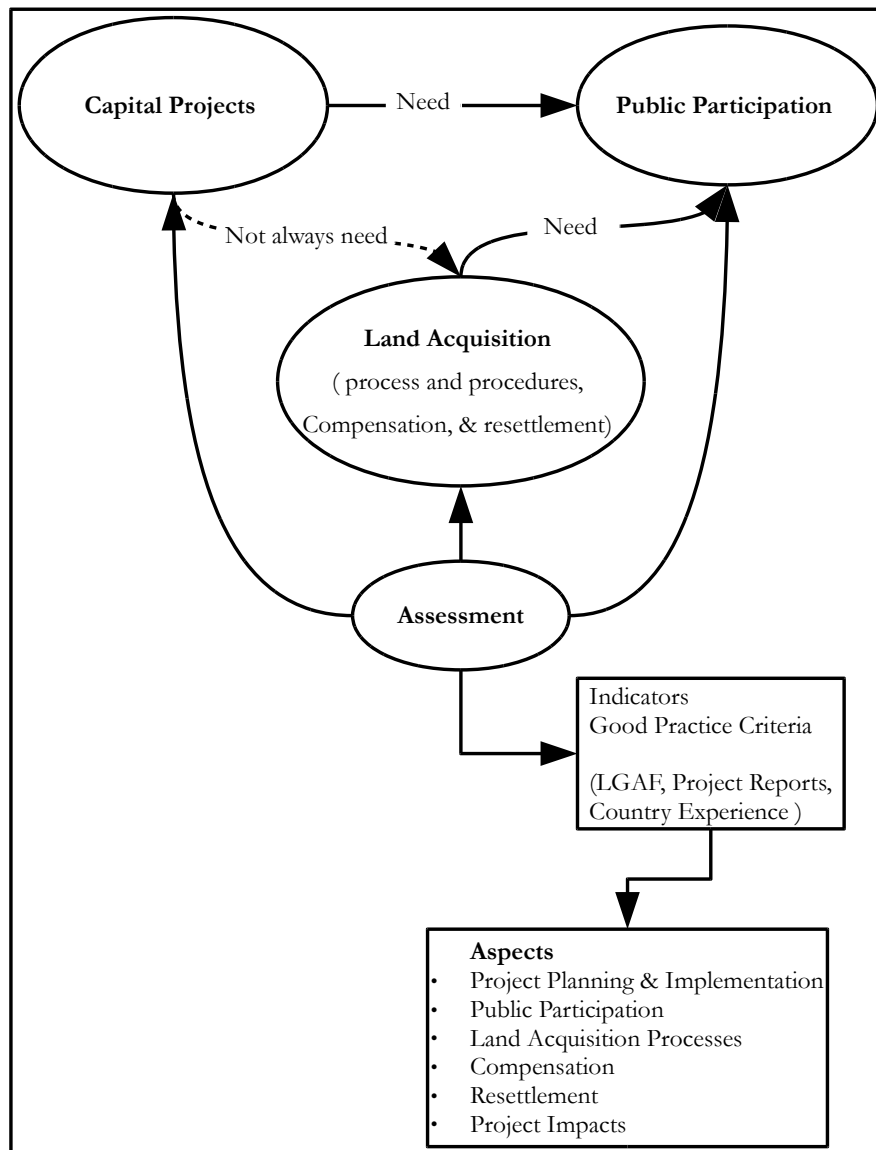 Capital Projects
Need
Public Participation
Not always need
Need
Land Acquisition
( process and procedures,
Compensation, & resettlement)
Assessment
Indicators
Good Practice Criteria
(LGAF, Project Reports,
Country Experience )
Aspects
• Project Planning & Implementation
• Public Participation
• Land Acquisition Processes
• Compensation
• Resettlement
• Project Impacts